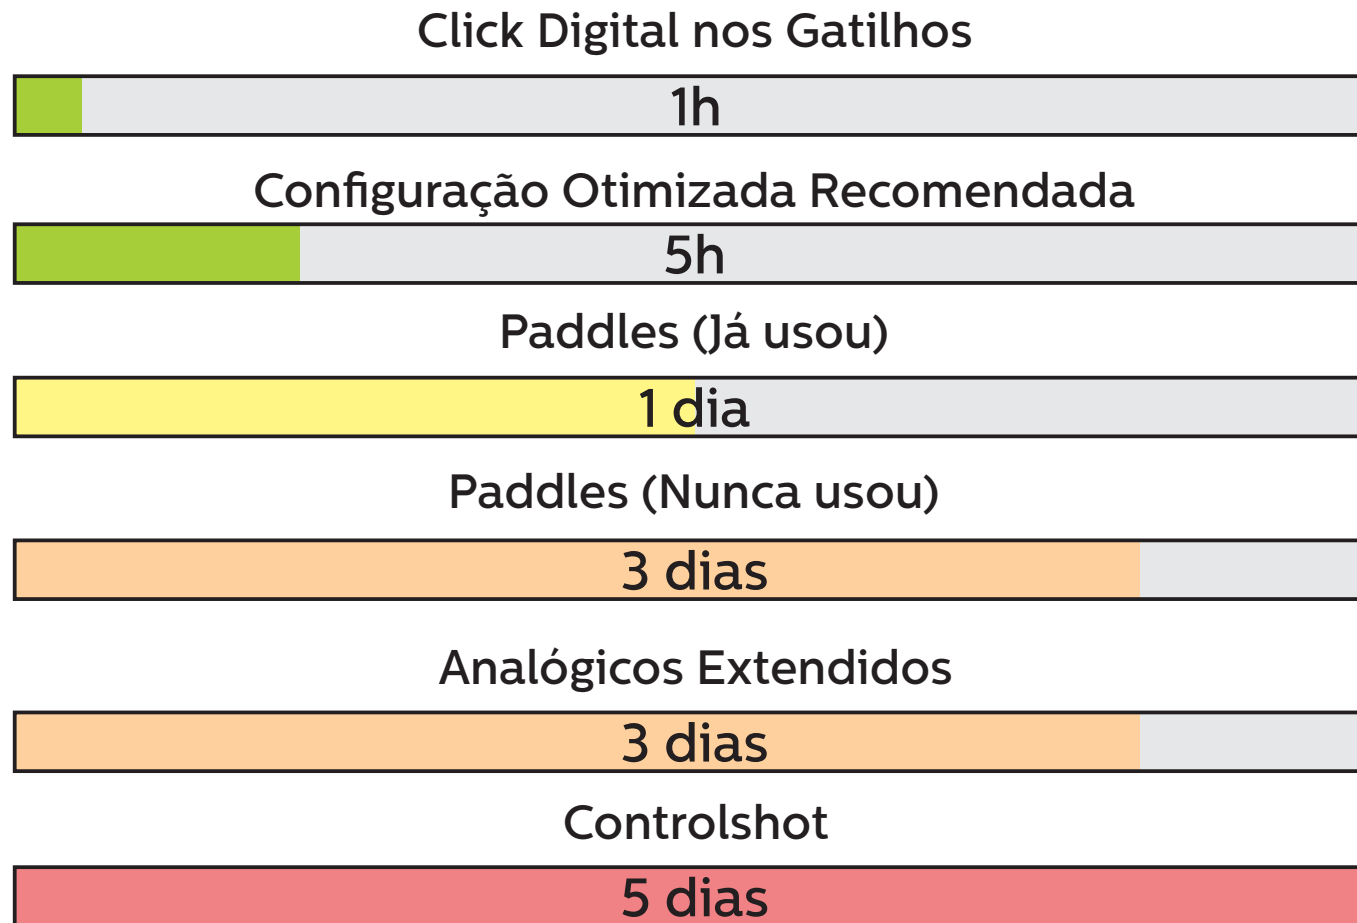 Click Digital nos Gatilhos
1h
Configuração Otimizada Recomendada
5h
Paddles (Já usou)
1 dia
Paddles (Nunca usou)
3 dias
Analógicos Extendidos
3 dias
Controlshot
5 dias